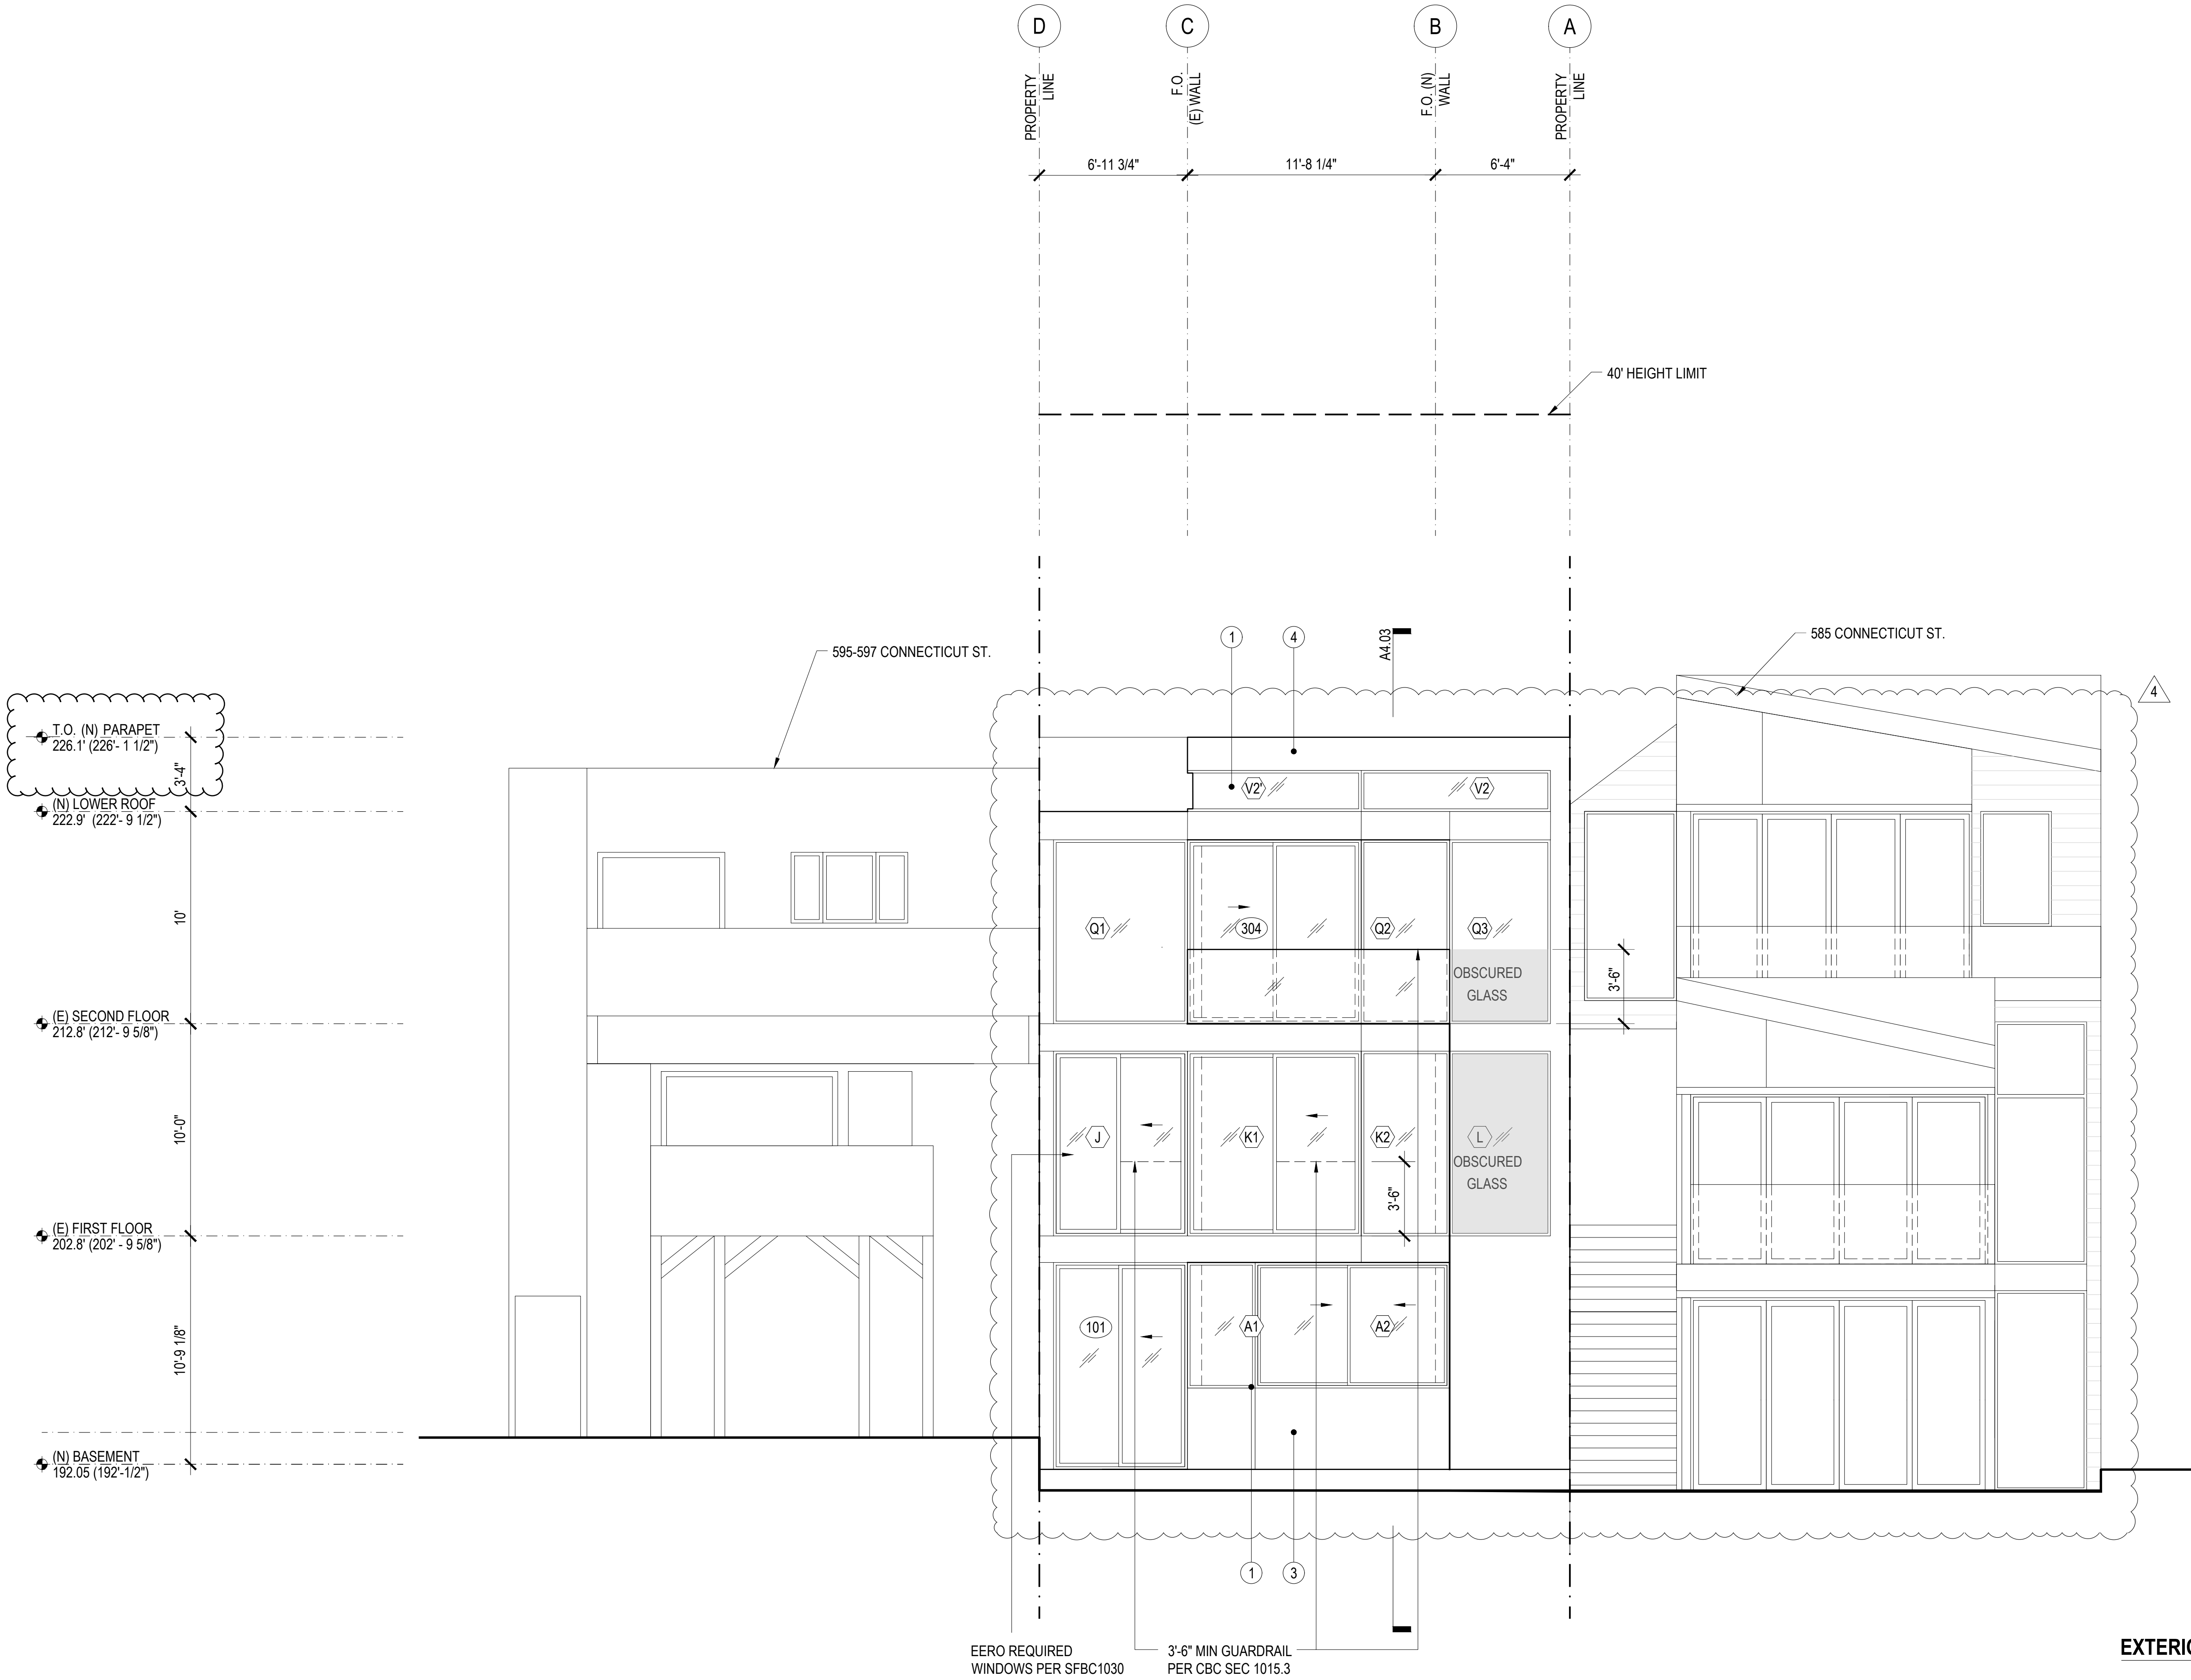 D
C
B
A
PROPERTY
LINE
F.O.
(E) WALL
F.O. (N)
WALL
PROPERTY
LINE
6'-11 3/4"
11'-8 1/4"
6'-4"
40' HEIGHT LIMIT
595-597 CONNECTICUT ST.
1
4
A4.03
585 CONNECTICUT ST.
4
T.O. (N) PARAPET
226.1' (226'- 1 1/2")
3'-4"
(N) LOWER ROOF
222.9' (222'- 9 1/2")
10'
(E) SECOND FLOOR
212.8' (212'- 9 5/8")
10'-0"
(E) FIRST FLOOR
202.8' (202' - 9 5/8")
10'-9 1/8"
(N) BASEMENT
192.05 (192'-1/2")
V2'
V2
Q1
304
Q2
Q3
OBSCURED
GLASS
3'-6"
J
K1
K2
L
OBSCURED
GLASS
3'-6"
101
A1
A2
1
3
EERO REQUIRED
WINDOWS PER SFBC1030
3'-6" MIN GUARDRAIL
PER CBC SEC 1015.3